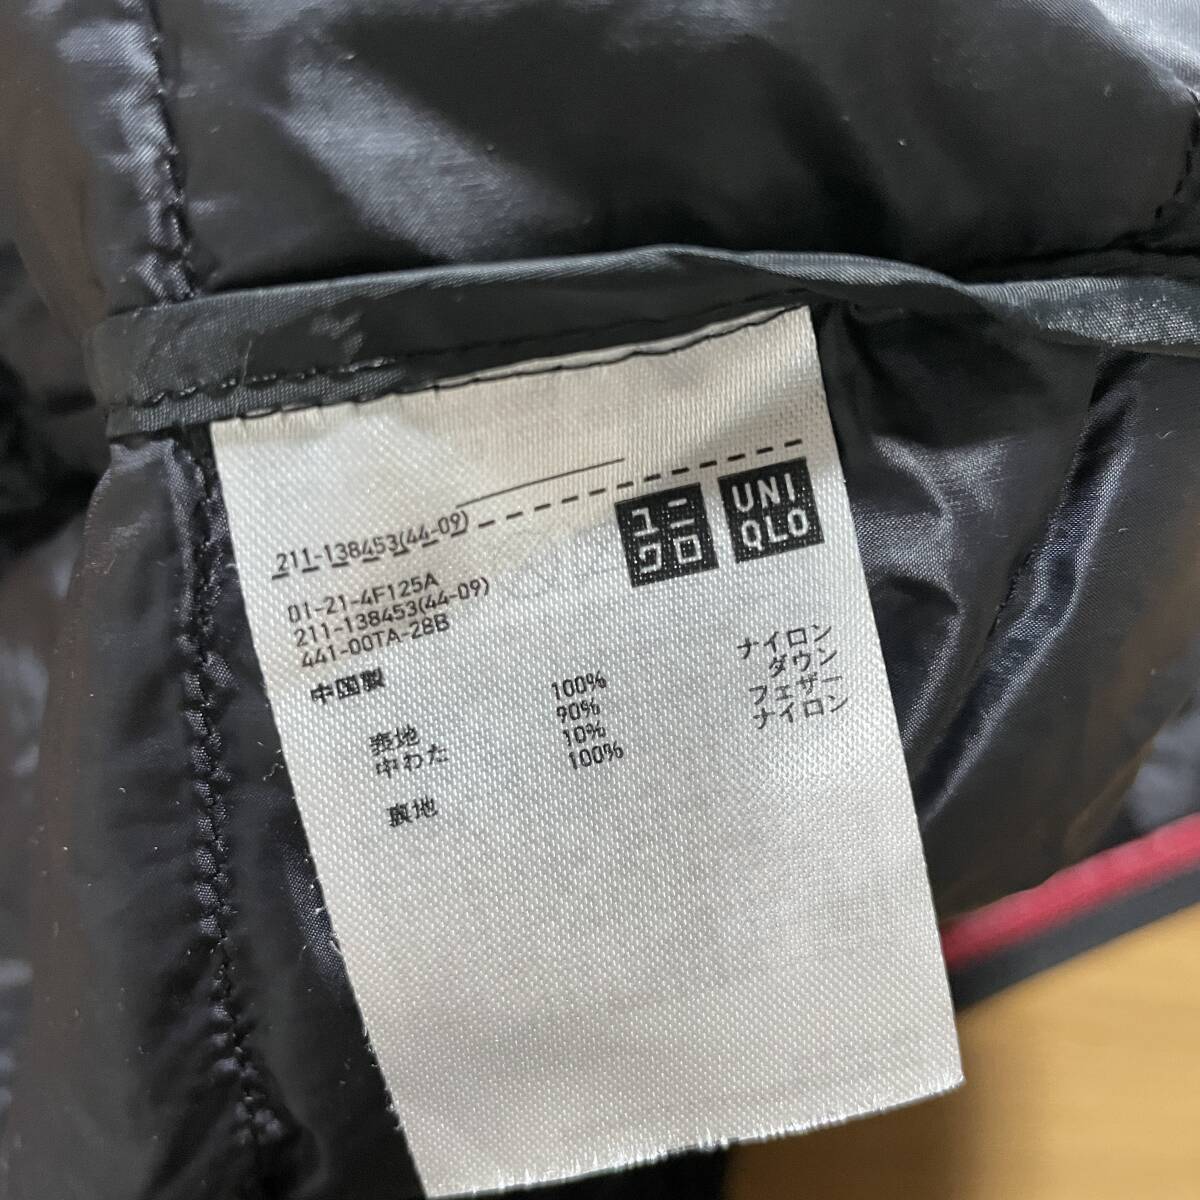 211-138453(44-09)
ユニ
クロ
UNI
QLO
01-21-4F125A
211-138453(44-09)
441-00TA-28B
中国製
表地 100% ナイロン
中わた 90% ダウン
10% フェザー
裏地 100% ナイロン